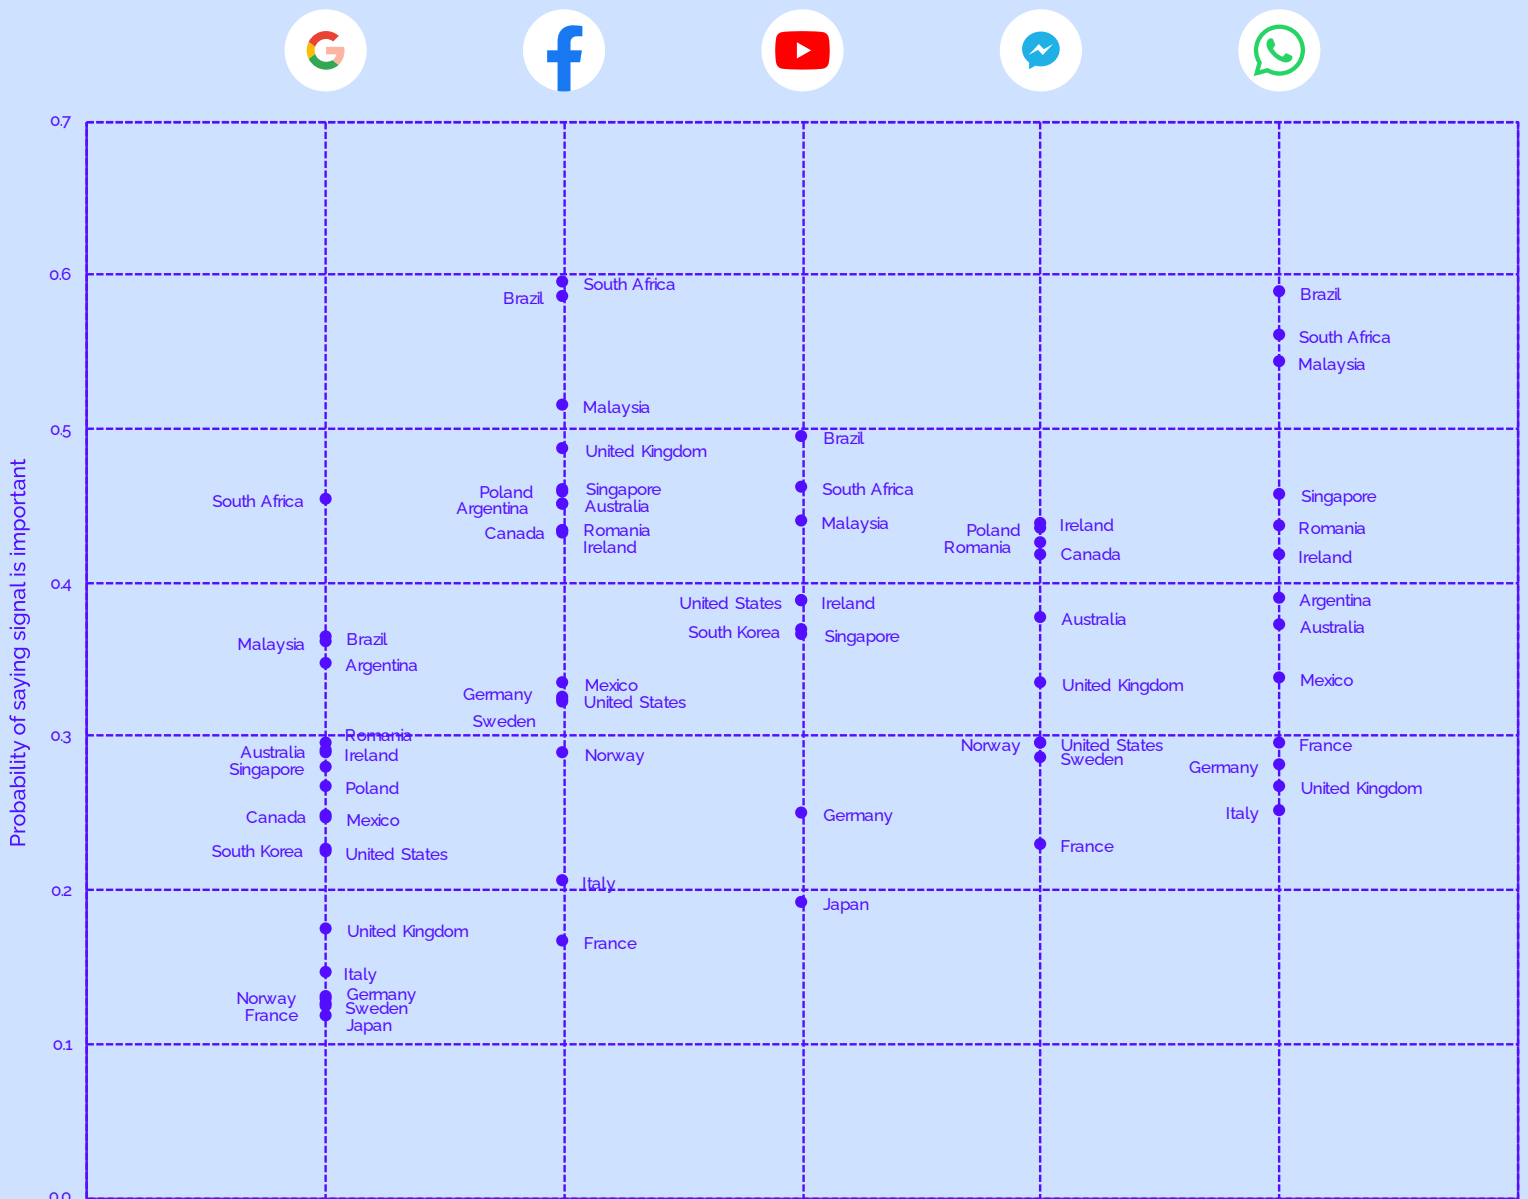 0.7
0.6
South Africa
Brazil
Brazil
South Africa
Malaysia
Malaysia
0.5
Brazil
United Kingdom
Poland
Singapore
South Africa
Singapore
South Africa
Argentina
Australia
Canada
Romania
Malaysia
Poland
Ireland
Romania
Ireland
Romania
Canada
Ireland
0.4
United States
Ireland
Argentina
Malaysia
Brazil
South Korea
Singapore
Australia
Australia
Argentina
Mexico
United Kingdom
Mexico
Germany
United States
Sweden
0.3
Romania
Australia
Ireland
Norway
Norway
United States
France
Singapore
Sweden
Germany
Poland
United Kingdom
Canada
Mexico
Germany
Italy
South Korea
United States
France
0.2
Italy
Japan
United Kingdom
France
Italy
Norway
Germany
Sweden
France
Japan
0.1
0.0
Probability of saying signal is important